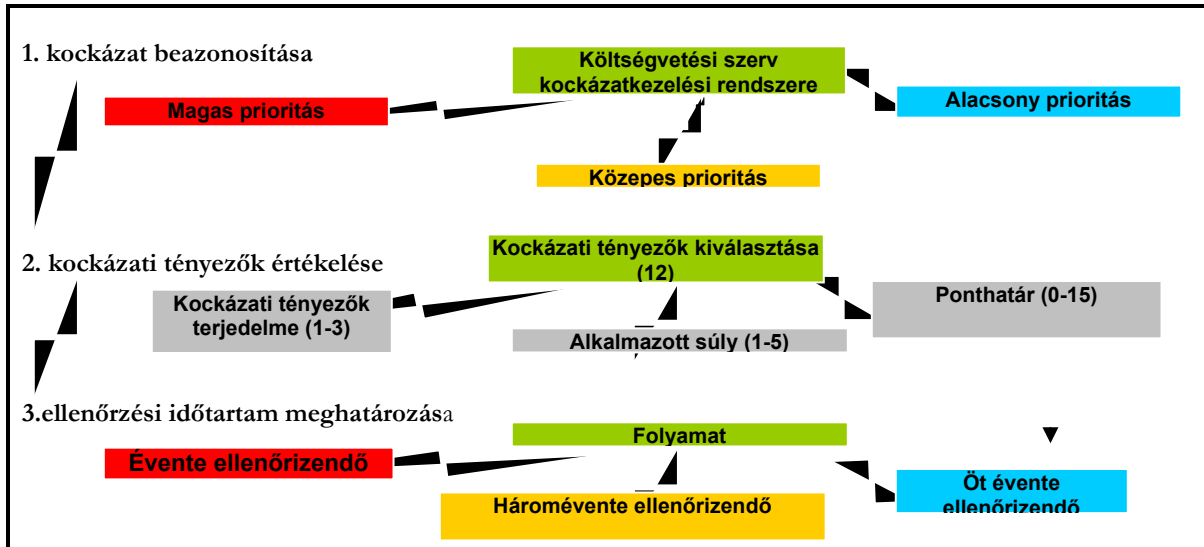 1. kockázat beazonosítása
Költségvetési szerv
kockázatkezelési rendszere
Magas prioritás
Alacsony prioritás
Közepes prioritás
2. kockázati tényezők értékelése
Kockázati tényezők kiválasztása
(12)
Kockázati tényezők
terjedelme (1-3)
Ponthatár (0-15)
Alkalmazott súly (1-5)
3.ellenőrzési időtartam meghatározása
Folyamat
Évente ellenőrizendő
Háromévente ellenőrizendő
Öt évente
ellenőrizendő